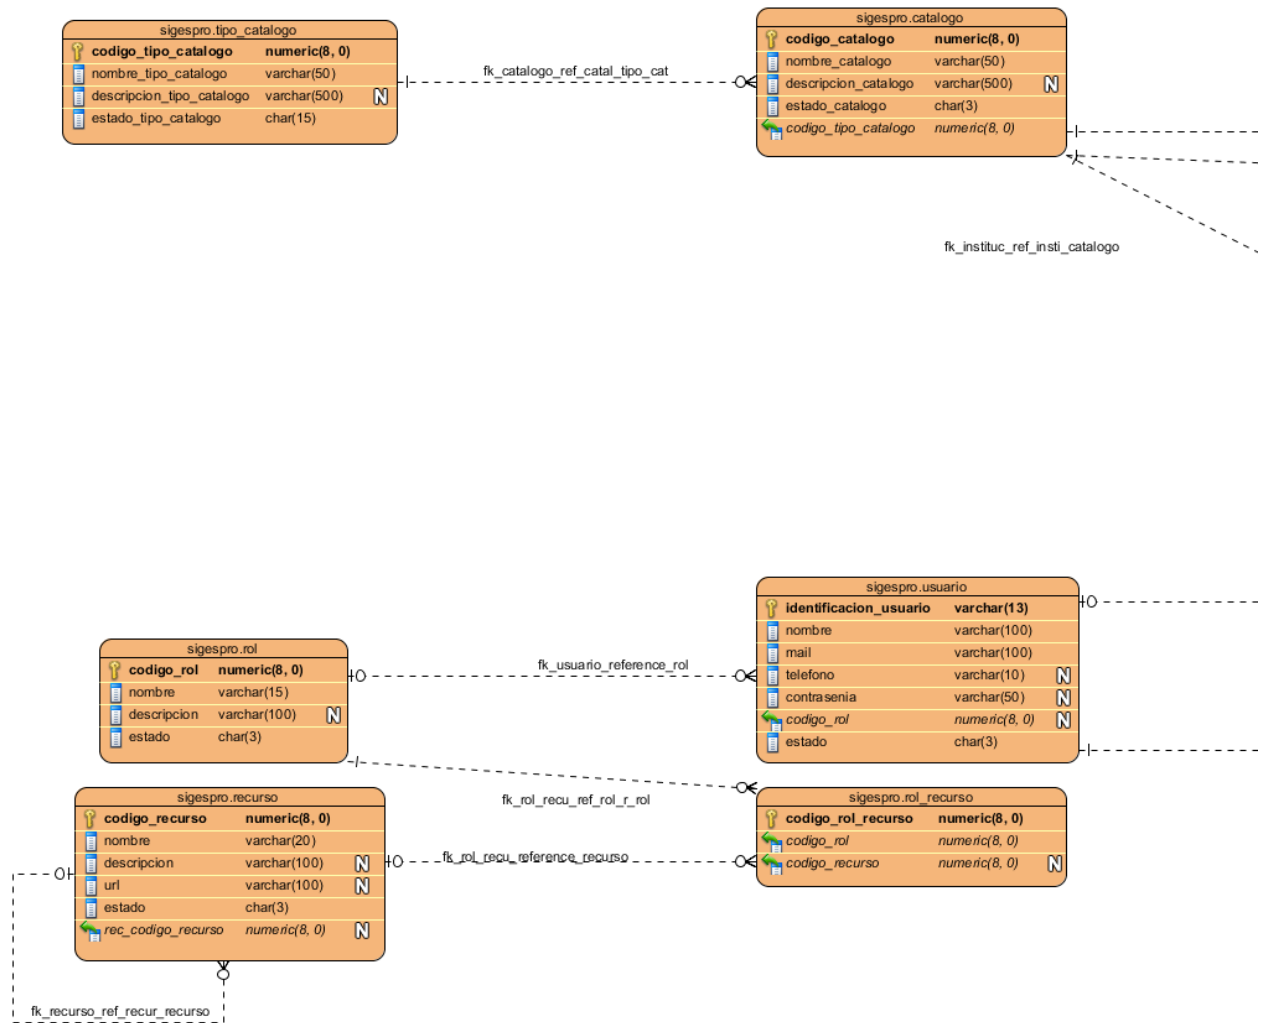 sigespro.tipo_catalogo
codigo_tipo_catalogo numeric(8, 0)
nombre_tipo_catalogo varchar(50)
descripcion_tipo_catalogo varchar(500) N
estado_tipo_catalogo char(15)
fk_catalogo_ref_catal_tipo_cat
sigespro.catalogo
codigo_catalogo numeric(8, 0)
nombre_catalogo varchar(50)
descripcion_catalogo varchar(500) N
estado_catalogo char(3)
codigo_tipo_catalogo numeric(8, 0)
fk_instituc_ref_insti_catalogo
sigespro.usuario
identificacion_usuario varchar(13)
nombre varchar(100)
mail varchar(100)
telefono varchar(10) N
contrasenia varchar(50) N
codigo_rol numeric(8, 0) N
estado char(3)
sigespro.rol
codigo_rol numeric(8, 0)
nombre varchar(15)
descripcion varchar(100) N
estado char(3)
fk_usuario_reference_rol
fk_rol_recu_ref_rol_r_rol
sigespro.recurso
codigo_recurso numeric(8, 0)
nombre varchar(20)
descripcion varchar(100) N
url varchar(100) N
estado char(3)
rec_codigo_recurso numeric(8, 0) N
fk_rol_recu_reference_recurso
sigespro.rol_recurso
codigo_rol_recurso numeric(8, 0)
codigo_rol numeric(8, 0)
codigo_recurso numeric(8, 0) N
fk_recurso_ref_recur_recurso